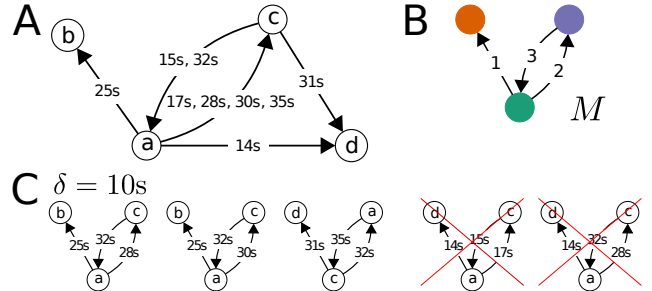 A
b
c
15s, 32s
31s
25s
17s, 28s, 30s, 35s
a
14s
d
B
1
3
2
M
C δ = 10s
b c
25s 32s 28s
a
b c
25s 32s 30s
a
d a
31s 35s 32s
c
d c
14s 15s 17s
a
d c
14s 32s 28s
a